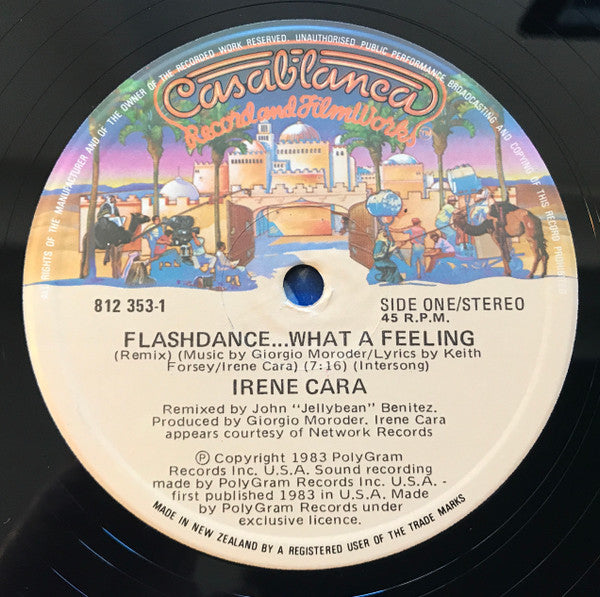 ALL RIGHTS OF THE MANUFACTURER AND OF THE OWNER OF THE RECORDED WORK RESERVED. UNAUTHORISED PUBLIC PERFORMANCE BROADCASTING AND COPYING OF THIS RECORD PROHIBITED
Casablanca
Record and FilmWorks™
812 353-1
SIDE ONE/STEREO
45 R.P.M.
FLASHDANCE...WHAT A FEELING
(Remix) (Music by Giorgio Moroder/Lyrics by Keith
Forsey/Irene Cara) (7:16) (Intersong)
IRENE CARA
Remixed by John "Jellybean" Benitez.
Produced by Giorgio Moroder. Irene Cara
appears courtesy of Network Records
Ⓟ Copyright 1983 PolyGram
Records Inc. U.S.A. Sound recording
made by PolyGram Records Inc. U.S.A. -
first published 1983 in U.S.A. Made
by PolyGram Records under
exclusive licence.
MADE IN NEW ZEALAND BY A REGISTERED USER OF THE TRADE MARKS